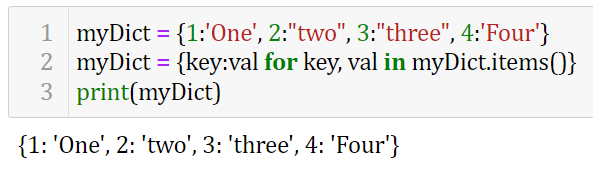 1 myDict = {1:'One', 2:"two", 3:"three", 4:'Four'}
2 myDict = {key:val for key, val in myDict.items()}
3 print(myDict)
{1: 'One', 2: 'two', 3: 'three', 4: 'Four'}